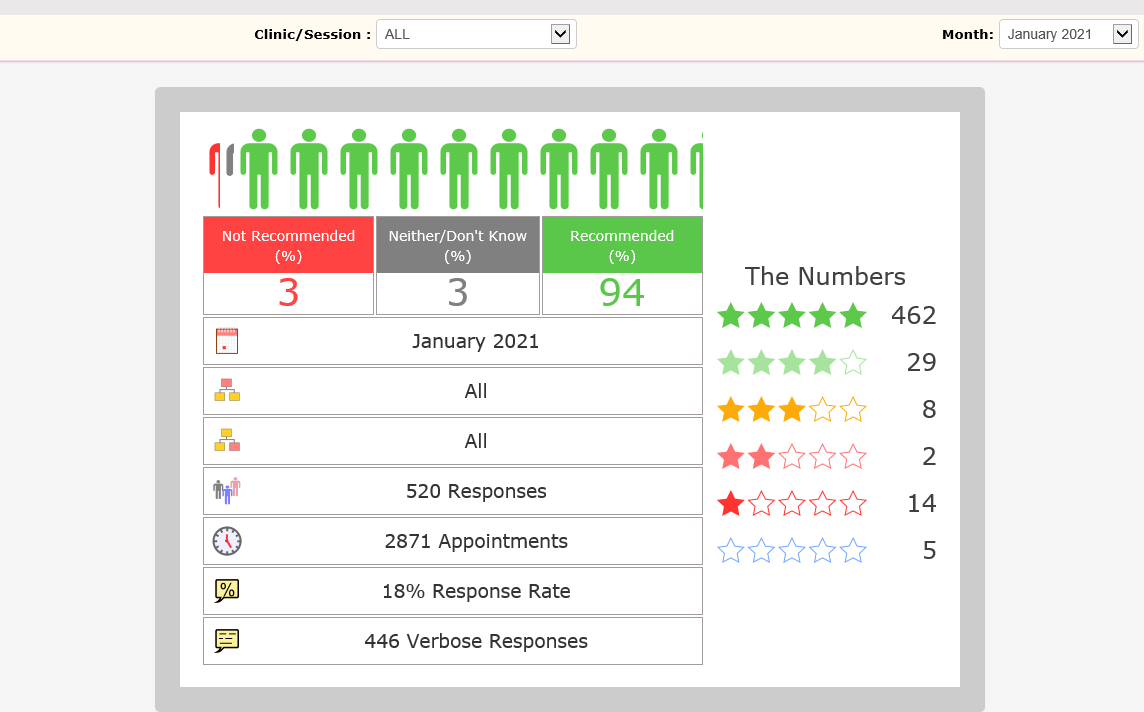 Clinic/Session : ALL
Month: January 2021
Not Recommended
(%)
Neither/Don't Know
(%)
Recommended
(%)
3
3
94
January 2021
All
All
520 Responses
2871 Appointments
18% Response Rate
%
446 Verbose Responses
The Numbers
462
29
8
2
14
5